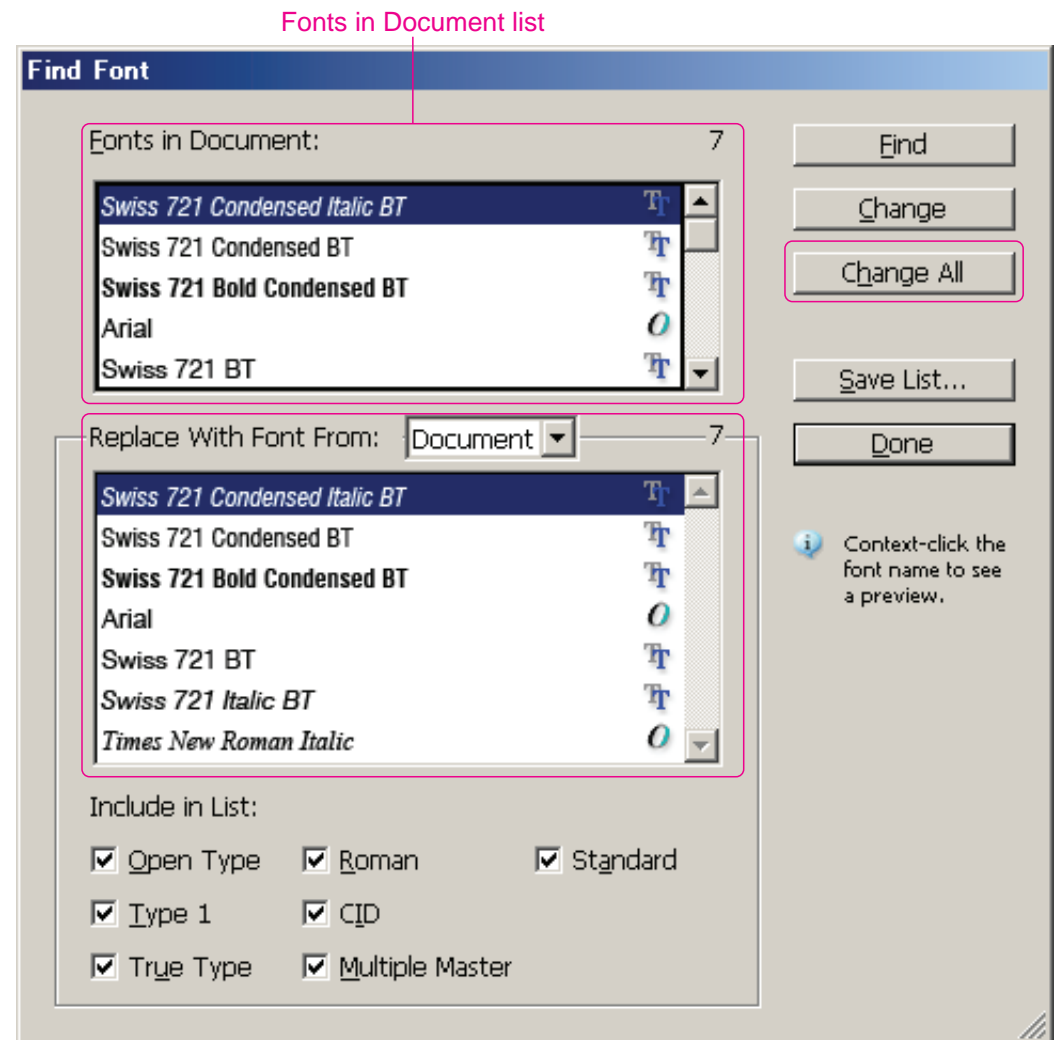 Fonts in Document list
Find Font
Fonts in Document: 7
Swiss 721 Condensed Italic BT
Swiss 721 Condensed BT
Swiss 721 Bold Condensed BT
Arial
Swiss 721 BT
Find
Change
Change All
Save List...
Done
Replace With Font From: Document 7
Swiss 721 Condensed Italic BT
Swiss 721 Condensed BT
Swiss 721 Bold Condensed BT
Arial
Swiss 721 BT
Swiss 721 Italic BT
Times New Roman Italic
Context-click the
font name to see
a preview.
Include in List:
Open Type Roman Standard
Type 1 CID
True Type Multiple Master